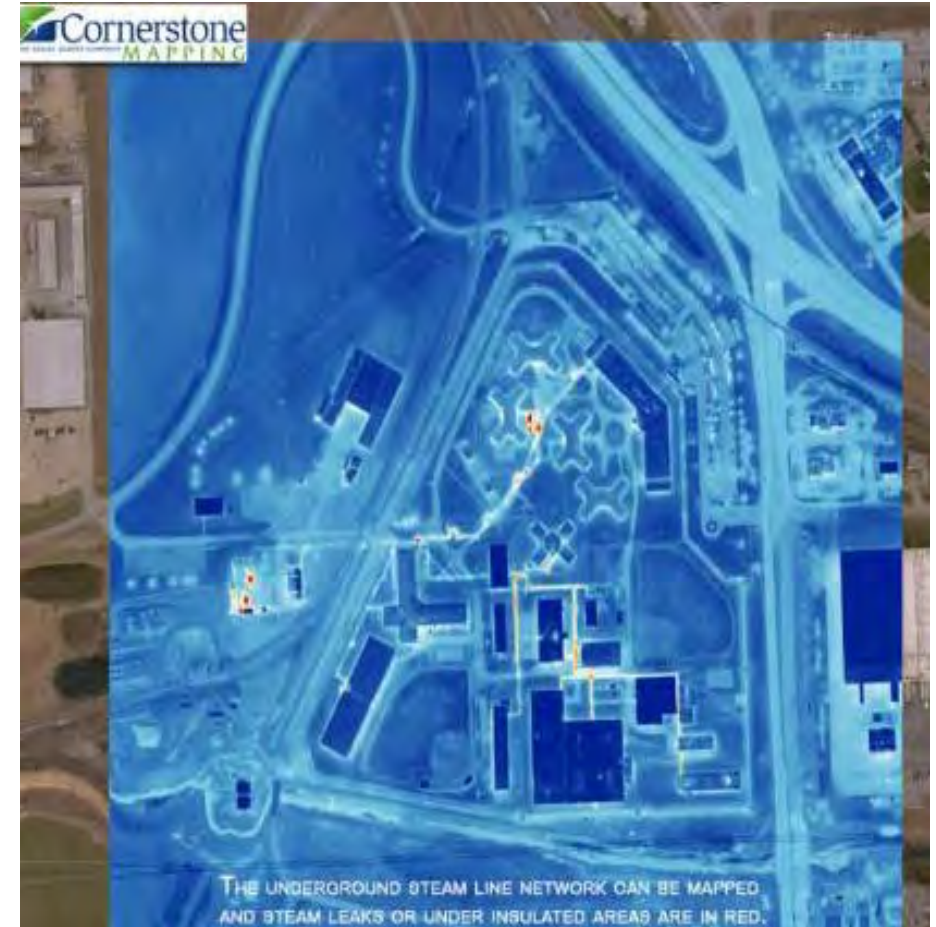 Cornerstone
MAPPING
THE UNDERGROUND STEAM LINE NETWORK CAN BE MAPPED
AND STEAM LEAKS OR UNDER INSULATED AREAS ARE IN RED.